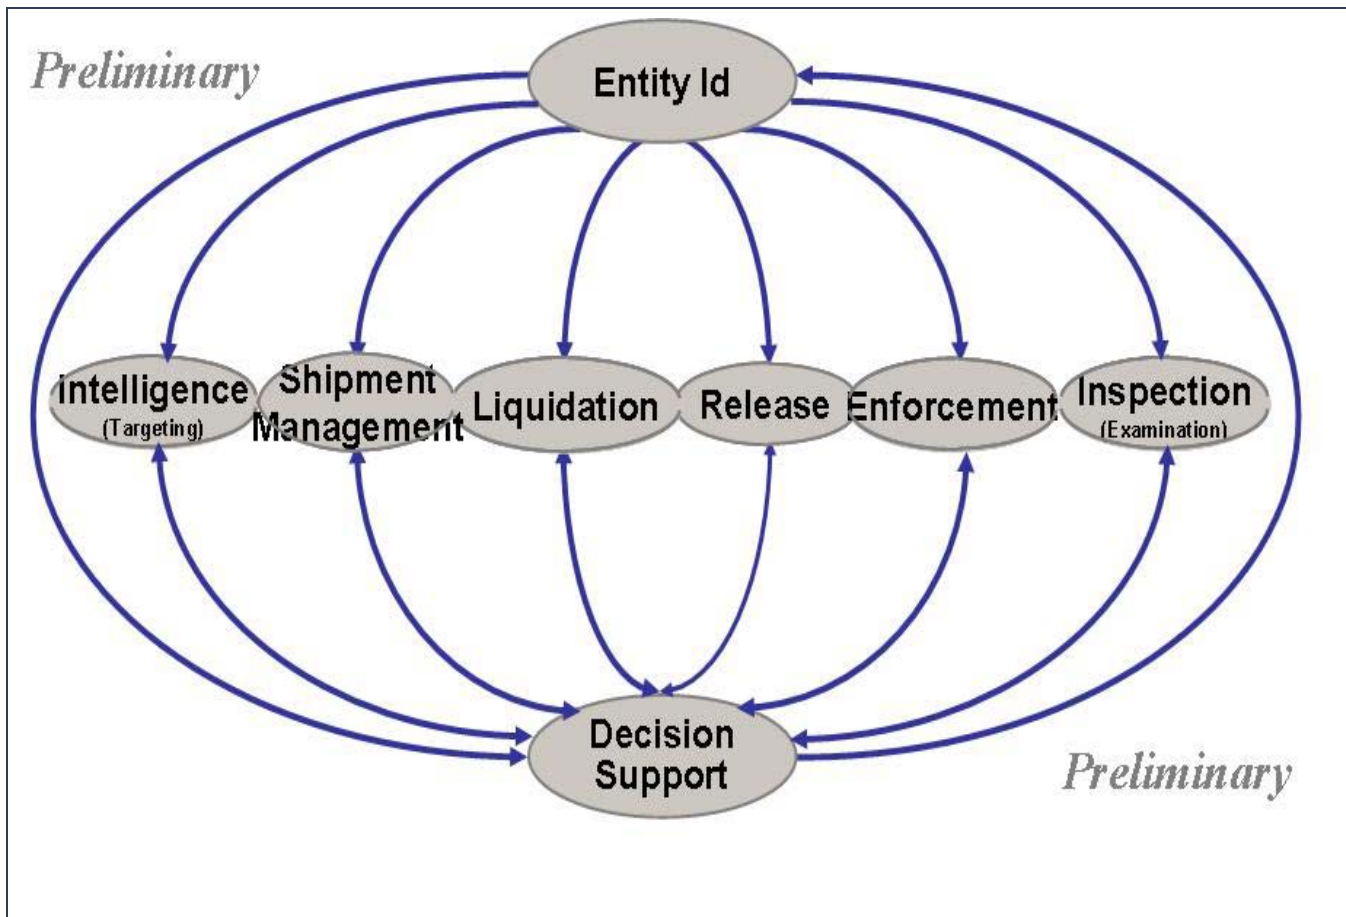 Preliminary
Entity Id
Intelligence
(Targeting)
Shipment
Management
Liquidation
Release
Enforcement
Inspection
(Examination)
Decision
Support
Preliminary